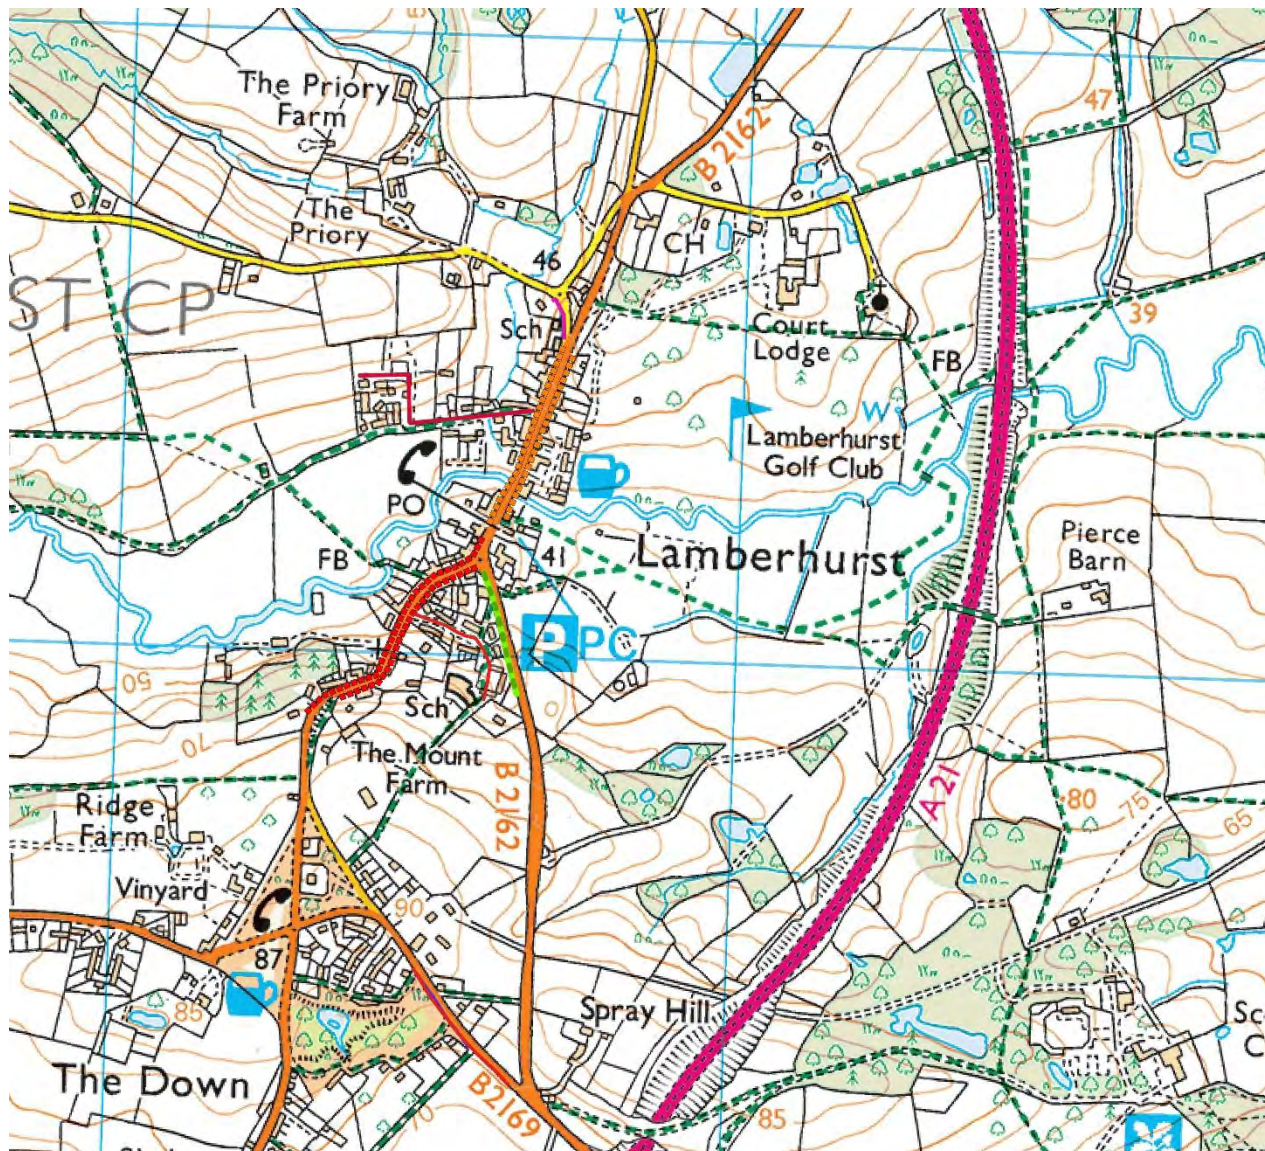 The Priory
Farm
B 2162
47
The
Priory
CH
46
ST CP
Sch
Court
Lodge
39
FB
W
Lamberhurst
Golf Club
PO
Pierce
Barn
FB
41
Lamberhurst
P
PC
50
Sch
70
The Mount
Farm
B 2162
A 21
80
75
65
Ridge
Farm
Vinyard
90
87
85
Spray Hill
Sc
C
The Down
B2169
70
85